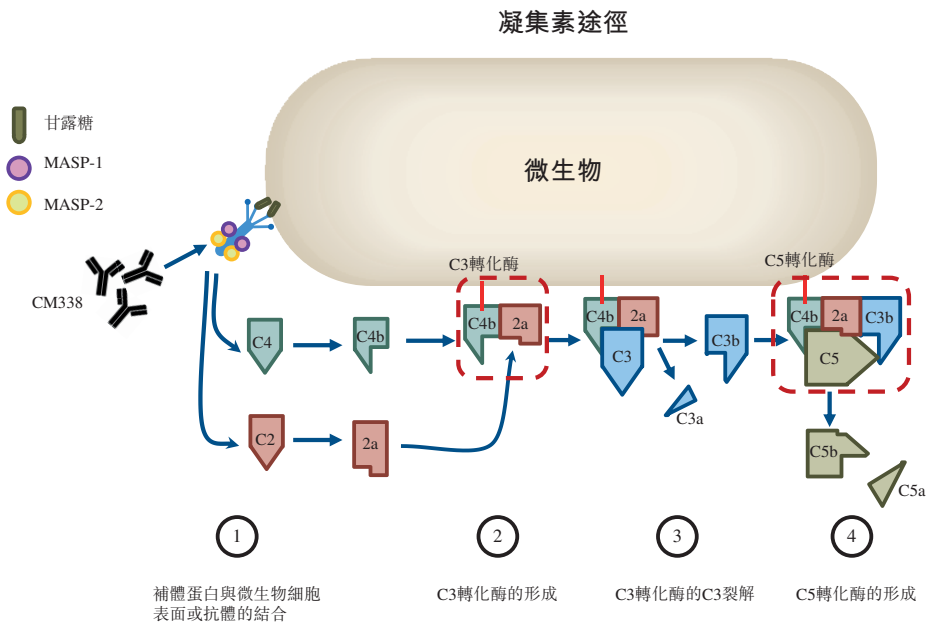 凝集素途徑
甘露糖
MASP-1
MASP-2
CM338
微生物
C3轉化酶
C5轉化酶
C4
C4b
C4b
2a
C4b
2a
C3
C3b
C3a
C4b
2a
C3b
C5
C2
2a
C5b
C5a
1
2
3
4
補體蛋白與微生物細胞
表面或抗體的結合
C3轉化酶的形成
C3轉化酶的C3裂解
C5轉化酶的形成